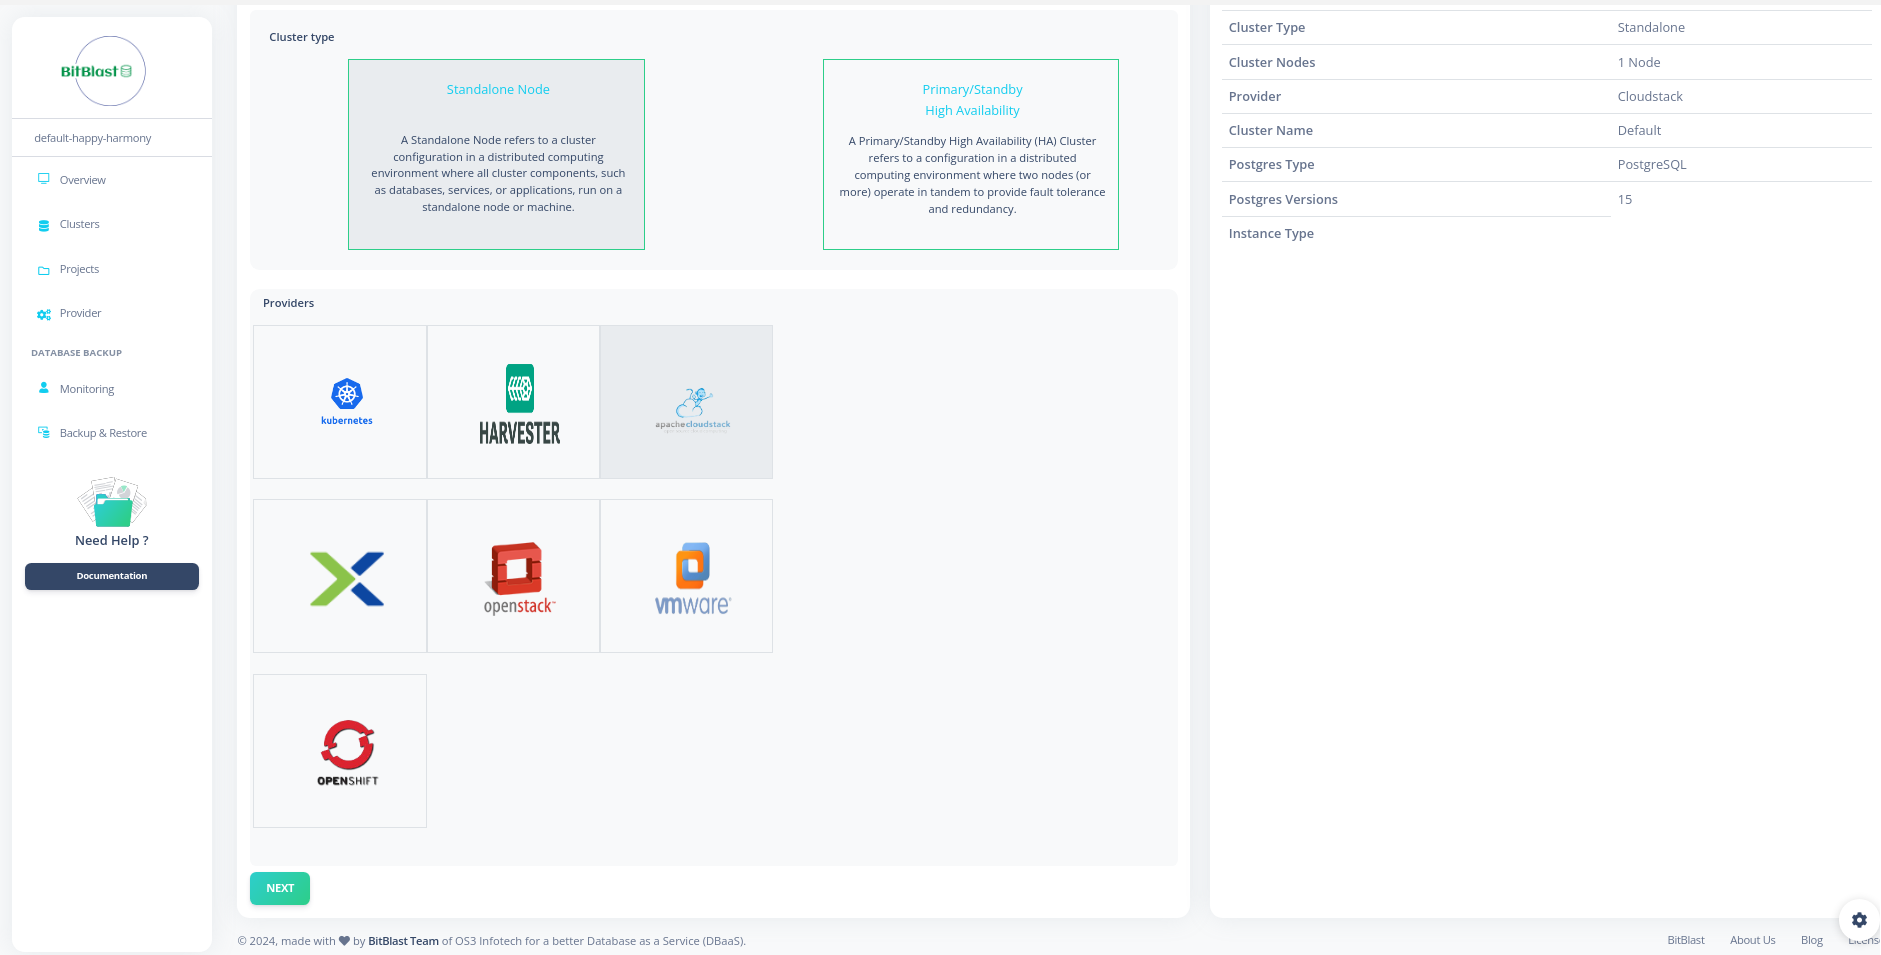 BitBlast
default-happy-harmony
Overview
Clusters
Projects
Provider
DATABASE BACKUP
Monitoring
Backup & Restore
Need Help ?
Documentation
Cluster type
Standalone Node
A Standalone Node refers to a cluster
configuration in a distributed computing
environment where all cluster components, such
as databases, services, or applications, run on a
standalone node or machine.
Primary/Standby
High Availability
A Primary/Standby High Availability (HA) Cluster
refers to a configuration in a distributed
computing environment where two nodes (or
more) operate in tandem to provide fault tolerance
and redundancy.
Providers
kubernetes
HARVESTER
apachecloudstack
openstack™
vmware®
OPENSHIFT
NEXT
Cluster Type Standalone
Cluster Nodes 1 Node
Provider Cloudstack
Cluster Name Default
Postgres Type PostgreSQL
Postgres Versions 15
Instance Type
© 2024, made with ♥ by BitBlast Team of OS3 Infotech for a better Database as a Service (DBaaS).
BitBlast About Us Blog Licens